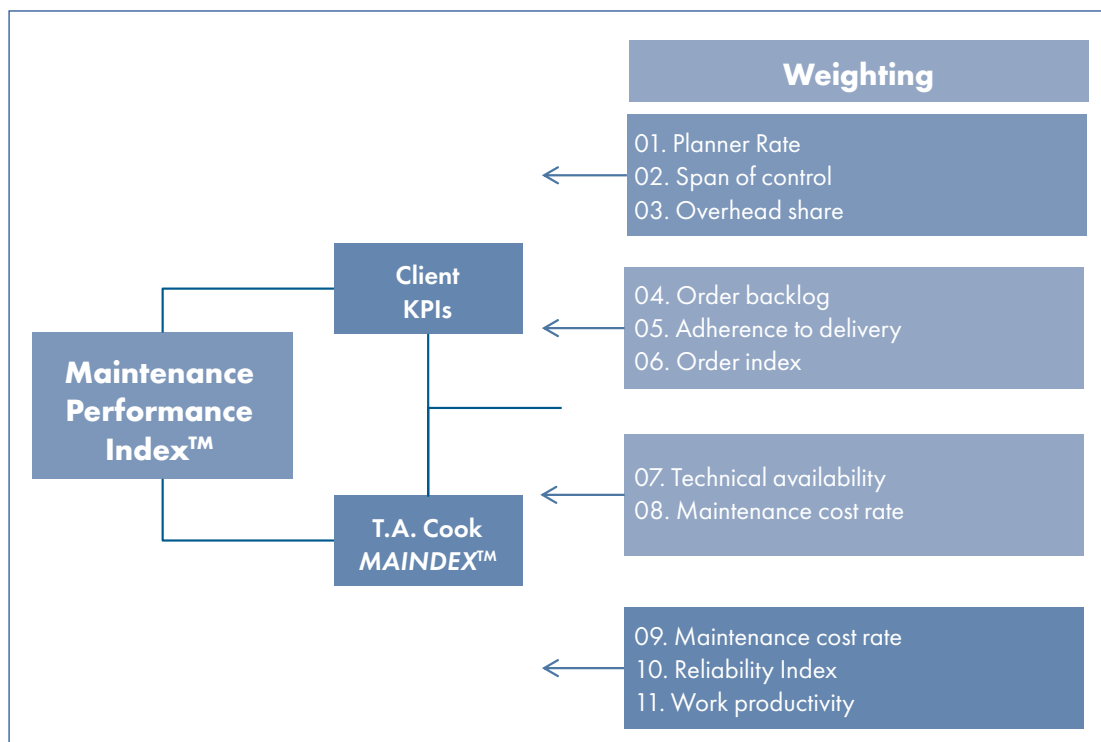 Weighting
01. Planner Rate
02. Span of control
03. Overhead share
Client
KPIs
04. Order backlog
05. Adherence to delivery
06. Order index
Maintenance
Performance
Index™
07. Technical availability
08. Maintenance cost rate
T.A. Cook
MAINDEX™
09. Maintenance cost rate
10. Reliability Index
11. Work productivity